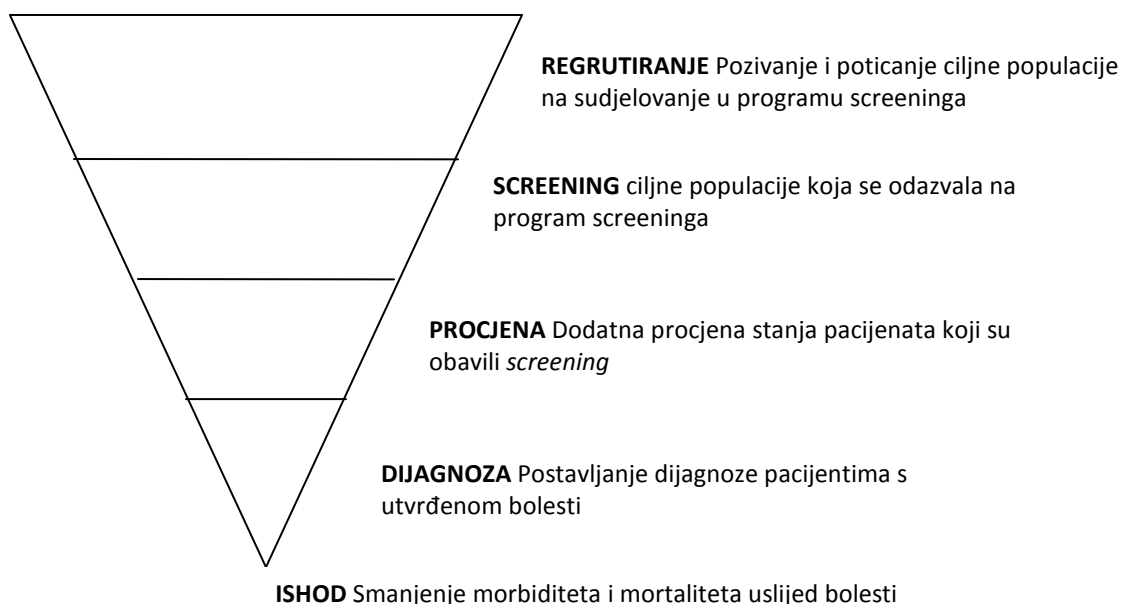 REGRUTIRANJE Pozivanje i poticanje ciljne populacije
na sudjelovanje u programu screeninga
SCREENING ciljne populacije koja se odazvala na
program screeninga
PROCJENA Dodatna procjena stanja pacijenata koji su
obavili screening
DIJAGNOZA Postavljanje dijagnoze pacijentima s
utvrđenom bolesti
ISHOD Smanjenje morbiditeta i mortaliteta uslijed bolesti